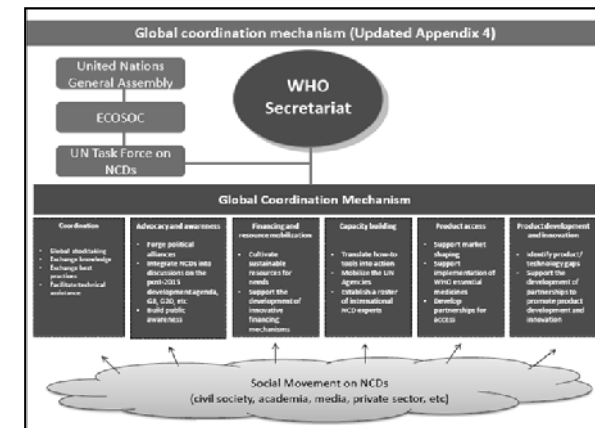 Global coordination mechanism (Updated Appendix 4)
United Nations
General Assembly
ECOSOC
UN Task Force on
NCDs
WHO
Secretariat
Global Coordination Mechanism
Coordination
• Global stocktaking
• Exchange knowledge
• Exchange best
practices
• Facilitate technical
assistance
Advocacy and awareness
• Forge political
alliances
• Integrate NCDs into
discussions on the
post-2015
development agenda,
G8, G20, etc
• Build public
awareness
Financing and
resource mobilization
• Cultivate
sustainable
resources for
needs
• Support the
development of
innovative
financing
mechanisms
Capacity building
• Translate how-to
tools into action
• Mobilize the UN
Agencies
• Establish a roster
of international
NCD experts
Product access
• Support market
shaping
• Support
implementation of
WHO essential
medicines
• Develop
partnerships for
access
Product development
and innovation
• Identify product/
technology gaps
• Support the
development of
partnerships to
promote product
development and
innovation
Social Movement on NCDs
(civil society, academia, media, private sector, etc)